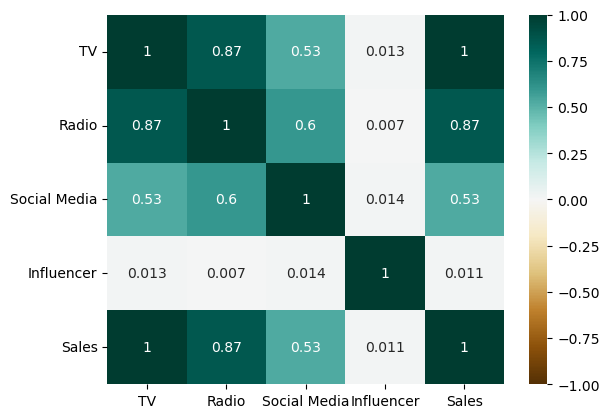 TV 1 0.87 0.53 0.013 1
Radio 0.87 1 0.6 0.007 0.87
Social Media 0.53 0.6 1 0.014 0.53
Influencer 0.013 0.007 0.014 1 0.011
Sales 1 0.87 0.53 0.011 1
TV Radio Social Media Influencer Sales
1.00
0.75
0.50
0.25
0.00
−0.25
−0.50
−0.75
−1.00